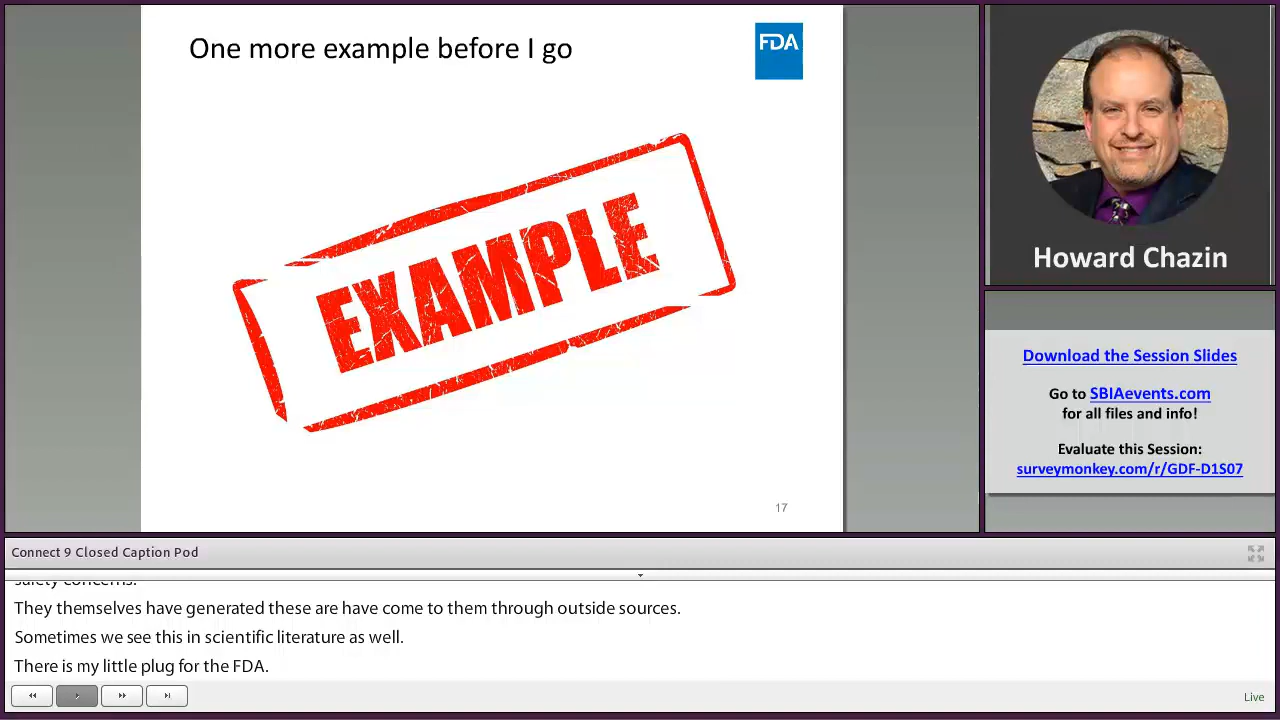 One more example before I go
FDA
EXAMPLE
17
Howard Chazin
Download the Session Slides
Go to SBIAevents.com
for all files and info!
Evaluate this Session:
surveymonkey.com/r/GDF-D1S07
Connect 9 Closed Caption Pod
safety concerns.
They themselves have generated these are have come to them through outside sources.
Sometimes we see this in scientific literature as well.
There is my little plug for the FDA.
Live